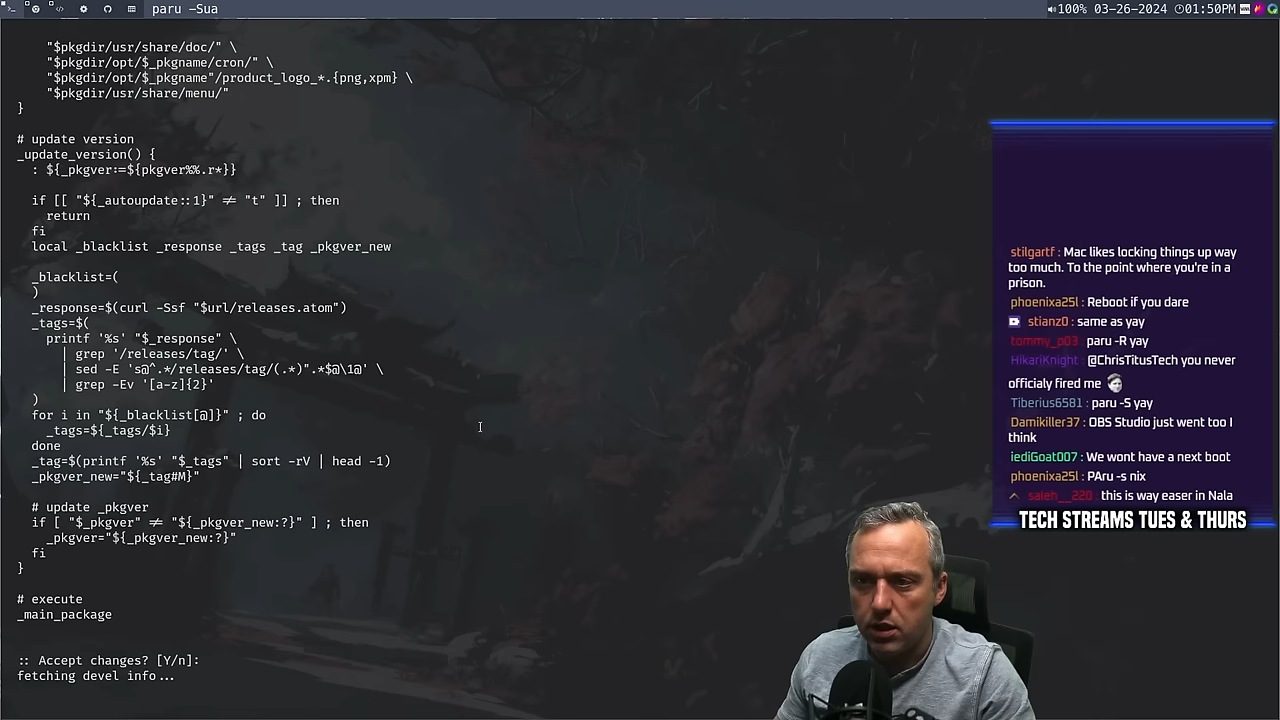 paru -Sua
100% 03-26-2024 01:50PM
"$pkgdir/usr/share/doc/" \
"$pkgdir/opt/$_pkgname/cron/" \
"$pkgdir/opt/$_pkgname"/product_logo_*.{png,xpm} \
"$pkgdir/usr/share/menu/"
}
# update version
_update_version() {
: ${_pkgver:=${pkgver%%.r*}}
if [[ "${_autoupdate::1}" != "t" ]] ; then
return
fi
local _blacklist _response _tags _tag _pkgver_new
_blacklist=(
)
_response=$(curl -Ssf "$url/releases.atom")
_tags=$(
printf '%s' "$_response" \
| grep '/releases/tag/' \
| sed -E 's@^.*/releases/tag/(.*)".*$@\1@' \
| grep -Ev '[a-z]{2}'
)
for i in "${_blacklist[@]}" ; do
_tags=${_tags/$i}
done
_tag=$(printf '%s' "$_tags" | sort -rV | head -1)
_pkgver_new="${_tag#M}"
# update _pkgver
if [ "$_pkgver" != "${_pkgver_new:?}" ] ; then
_pkgver="${_pkgver_new:?}"
fi
}
# execute
_main_package
:: Accept changes? [Y/n]:
fetching devel info...
stilgartf : Mac likes locking things up way
too much. To the point where you're in a
prison.
phoenixa25l : Reboot if you dare
stianz0 : same as yay
tommy_p03 : paru -R yay
HikariKnight : @ChrisTitusTech you never
officialy fired me
Tiberius6581 : paru -S yay
Damikiller37 : OBS Studio just went too I
think
iediGoat007 : We wont have a next boot
phoenixa25l : PAru -s nix
saleh__220 : this is way easer in Nala
TECH STREAMS TUES & THURS